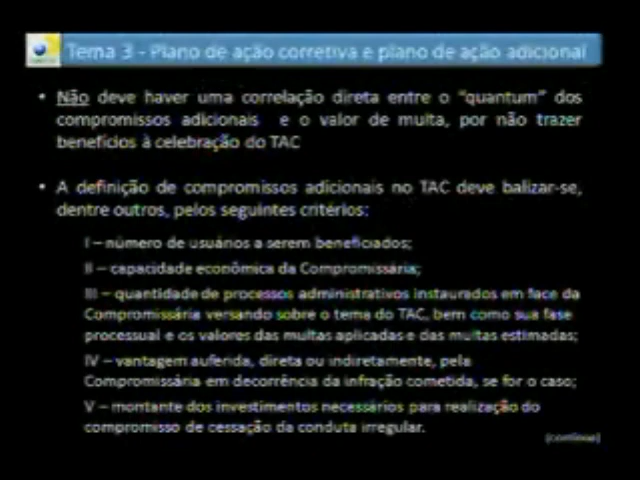 Tema 3 - Plano de ação corretiva e plano de ação adicional
• Não deve haver uma correlação direta entre o "quantum" dos
compromissos adicionais e o valor de multa, por não trazer
benefícios à celebração do TAC
• A definição de compromissos adicionais no TAC deve balizar-se,
dentre outros, pelos seguintes critérios:
I – número de usuários a serem beneficiados;
II – capacidade econômica da Compromissária;
III – quantidade de processos administrativos instaurados em face da
Compromissária versando sobre o tema do TAC, bem como sua fase
processual e os valores das multas aplicadas e das multas estimadas;
IV – vantagem auferida, direta ou indiretamente, pela
Compromissária em decorrência da infração cometida, se for o caso;
V – montante dos investimentos necessários para realização do
compromisso de cessação da conduta irregular.
(continua)